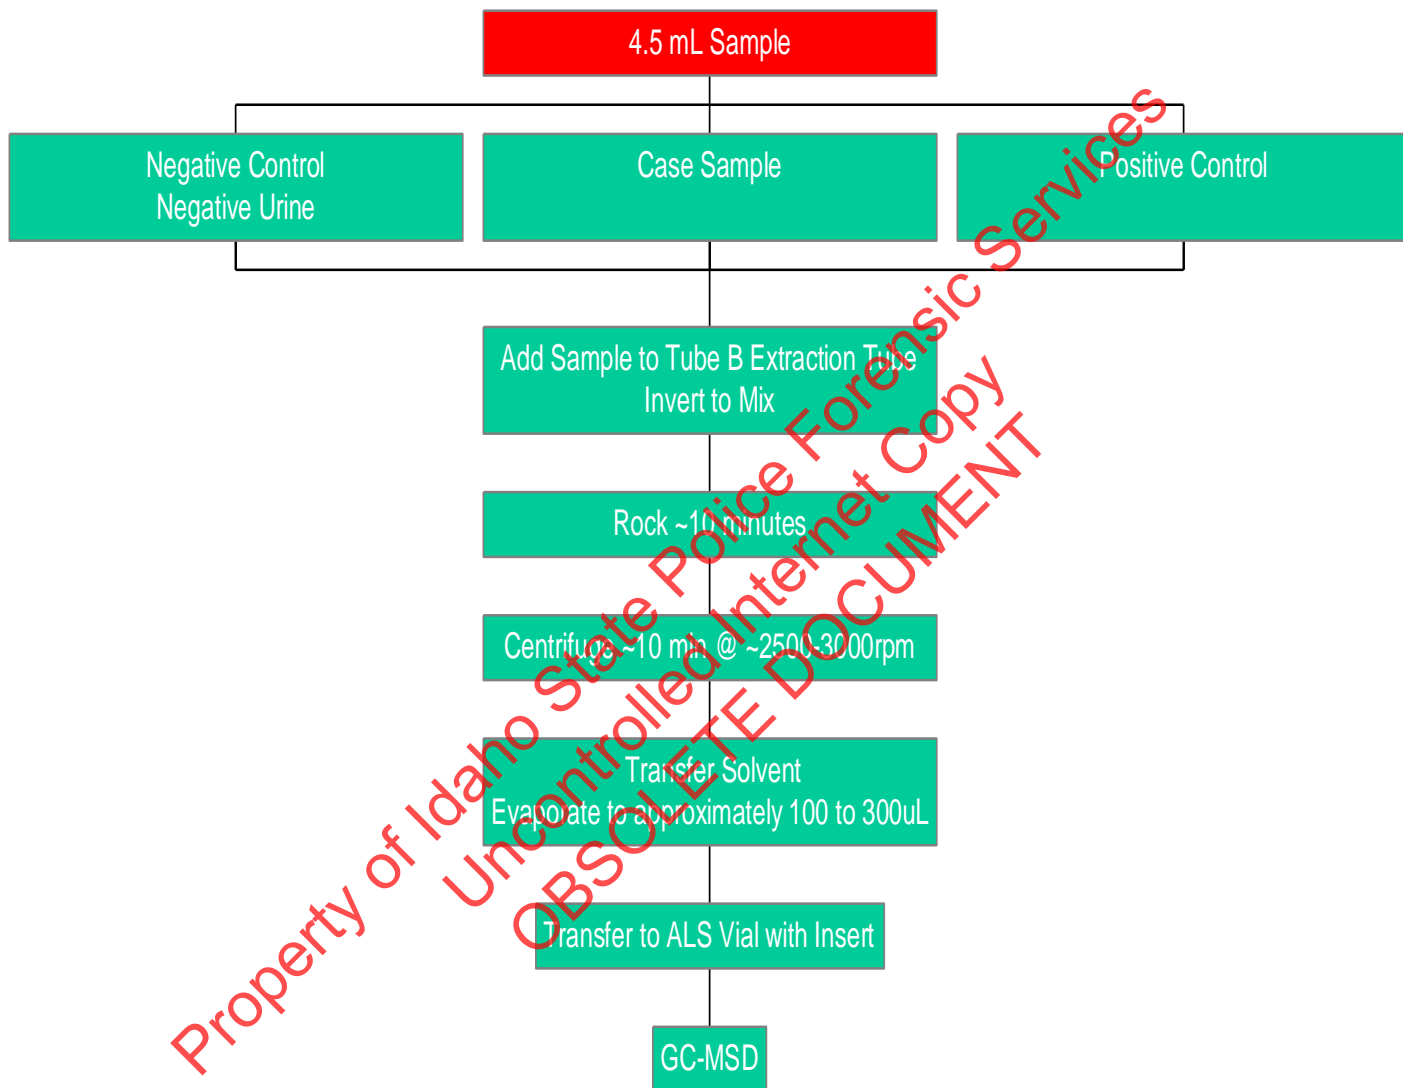 4.5 mL Sample
Negative Control
Negative Urine
Case Sample
Positive Control
Add Sample to Tube B Extraction Tube
Invert to Mix
Rock ~10 minutes
Centrifuge ~10 min @ ~2500-3000rpm
Transfer Solvent
Evaporate to approximately 100 to 300uL
Transfer to ALS Vial with Insert
GC-MSD
Property of Idaho State Police Forensic Services
Uncontrolled Internet Copy
OBSOLETE DOCUMENT